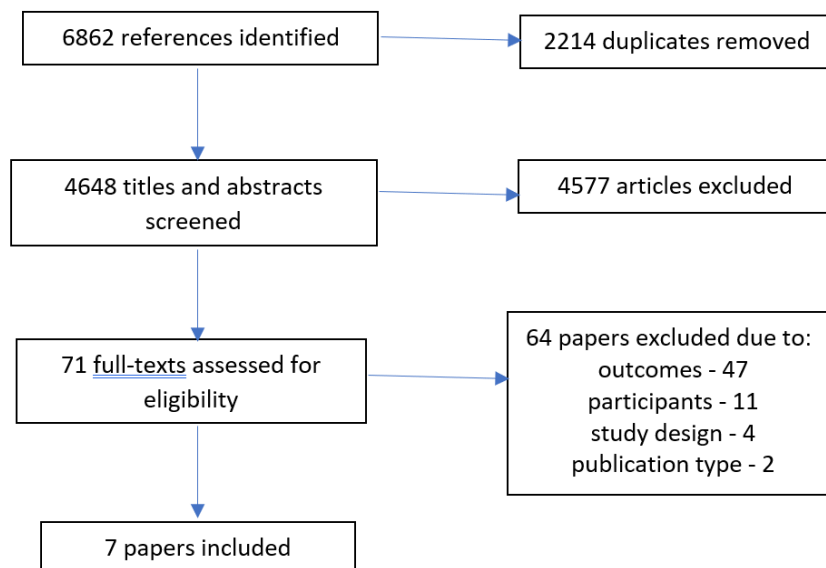 6862 references identified
2214 duplicates removed
4648 titles and abstracts
screened
4577 articles excluded
71 full-texts assessed for
eligibility
64 papers excluded due to:
outcomes - 47
participants - 11
study design - 4
publication type - 2
7 papers included